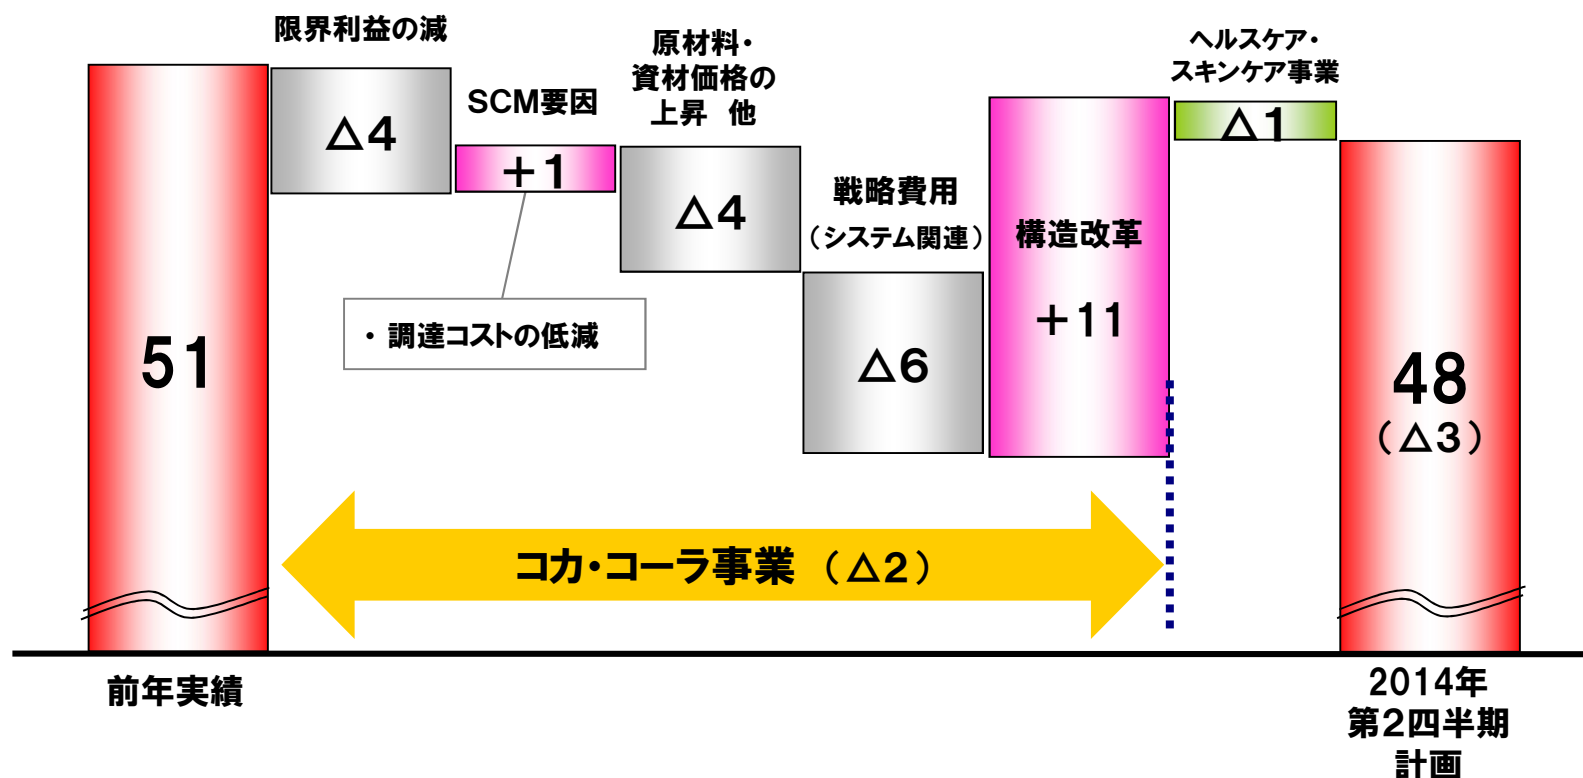 限界利益の減
△4
SCM要因
+1
・ 調達コストの低減
原材料・
資材価格の
上昇 他
△4
戦略費用
（システム関連）
△6
構造改革
+11
ヘルスケア・
スキンケア事業
△1
51
48
（△3）
コカ・コーラ事業 （△2）
前年実績
2014年
第2四半期
計画